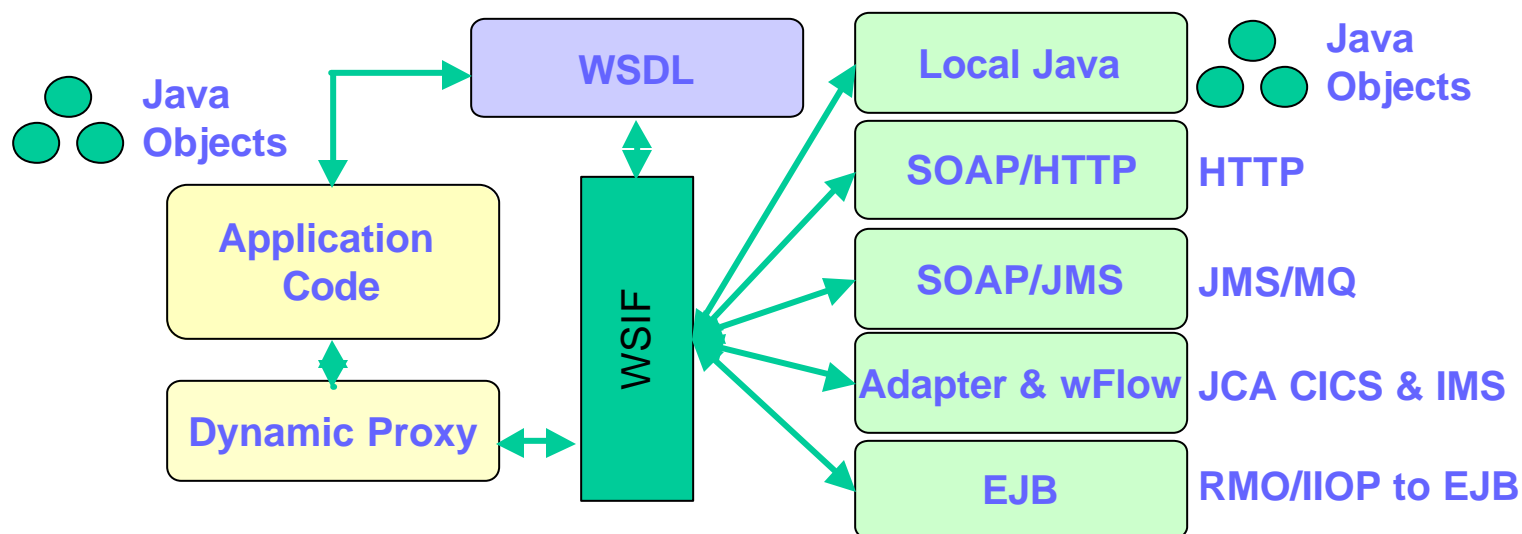 Java
Objects
WSDL
Application
Code
Dynamic Proxy
WSIF
Local Java
Java
Objects
SOAP/HTTP
HTTP
SOAP/JMS
JMS/MQ
Adapter & wFlow
JCA CICS & IMS
EJB
RMO/IIOP to EJB